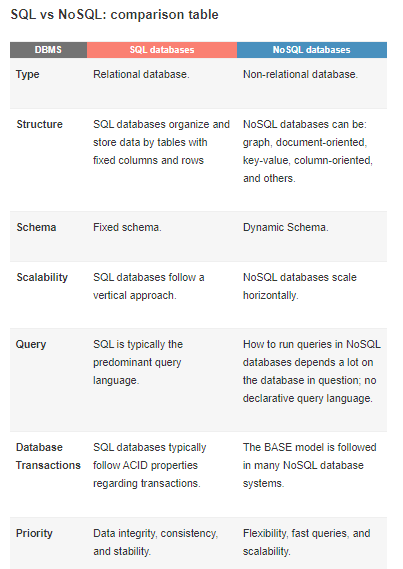 SQL vs NoSQL: comparison table
DBMS SQL databases NoSQL databases
Type Relational database. Non-relational database.
Structure SQL databases organize and NoSQL databases can be:
store data by tables with graph, document-oriented,
fixed columns and rows key-value, column-oriented,
and others.
Schema Fixed schema. Dynamic Schema.
Scalability SQL databases follow a NoSQL databases scale
vertical approach. horizontally.
Query SQL is typically the How to run queries in NoSQL
predominant query databases depends a lot on
language. the database in question; no
declarative query language.
Database SQL databases typically The BASE model is followed
Transactions follow ACID properties in many NoSQL database
regarding transactions. systems.
Priority Data integrity, consistency, Flexibility, fast queries, and
and stability. scalability.